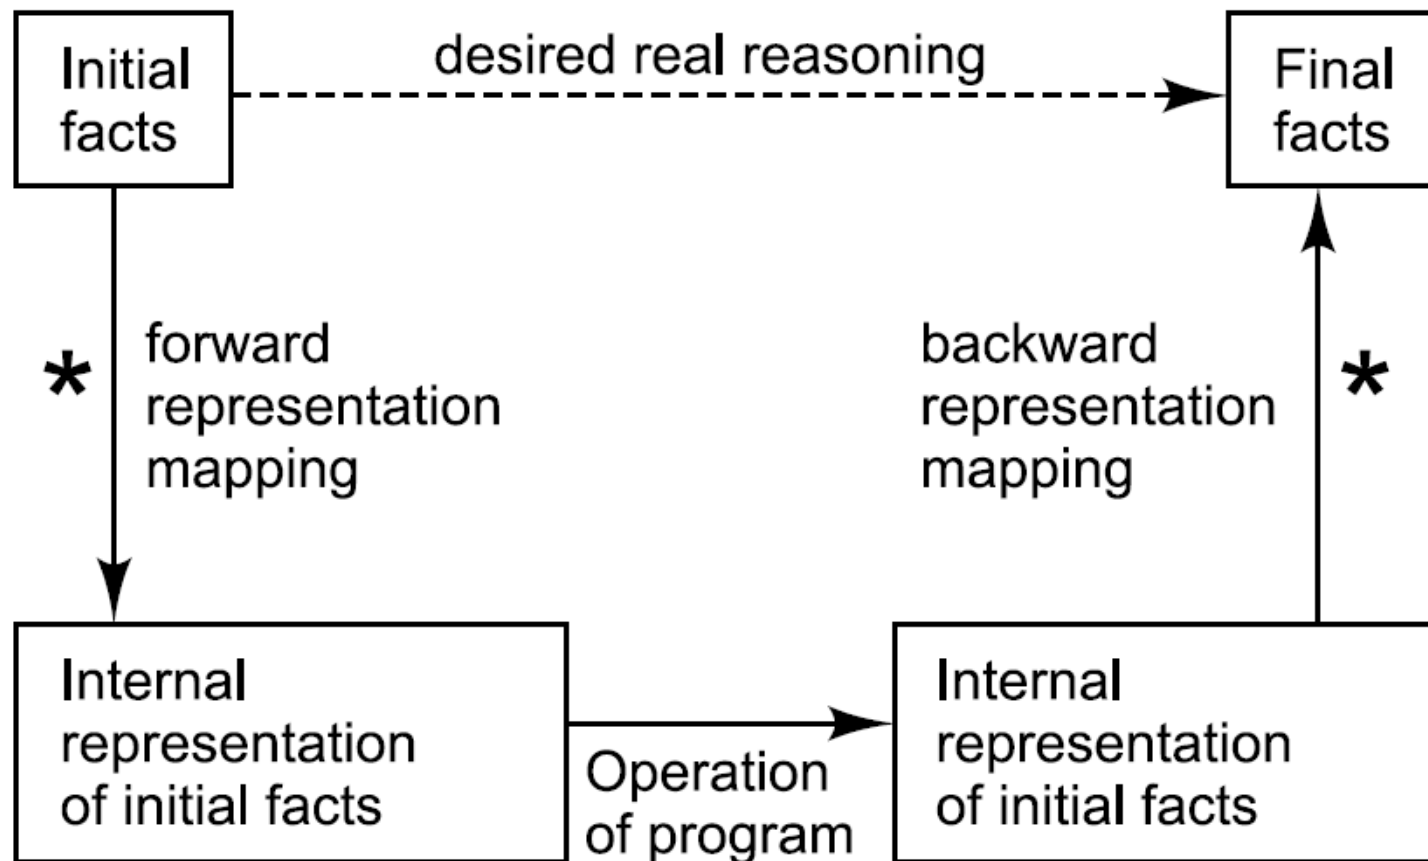 Initial
facts
desired real reasoning
Final
facts
*
forward
representation
mapping
backward
representation
mapping
*
Internal
representation
of initial facts
Operation
of program
Internal
representation
of initial facts